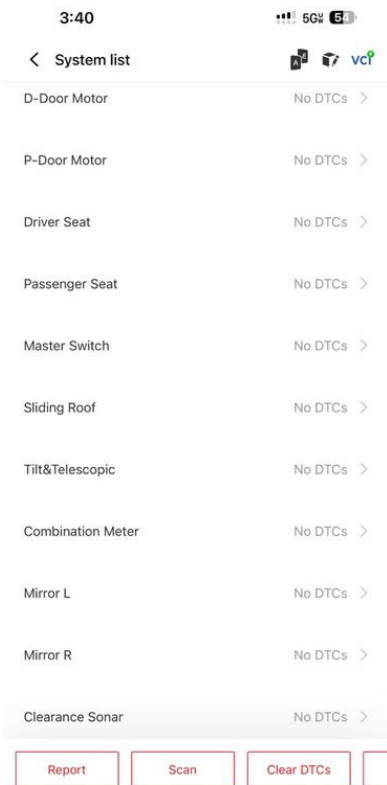 3:40 5G 54
System list VCI
D-Door Motor No DTCs
P-Door Motor No DTCs
Driver Seat No DTCs
Passenger Seat No DTCs
Master Switch No DTCs
Sliding Roof No DTCs
Tilt&Telescopic No DTCs
Combination Meter No DTCs
Mirror L No DTCs
Mirror R No DTCs
Clearance Sonar No DTCs
Report Scan Clear DTCs